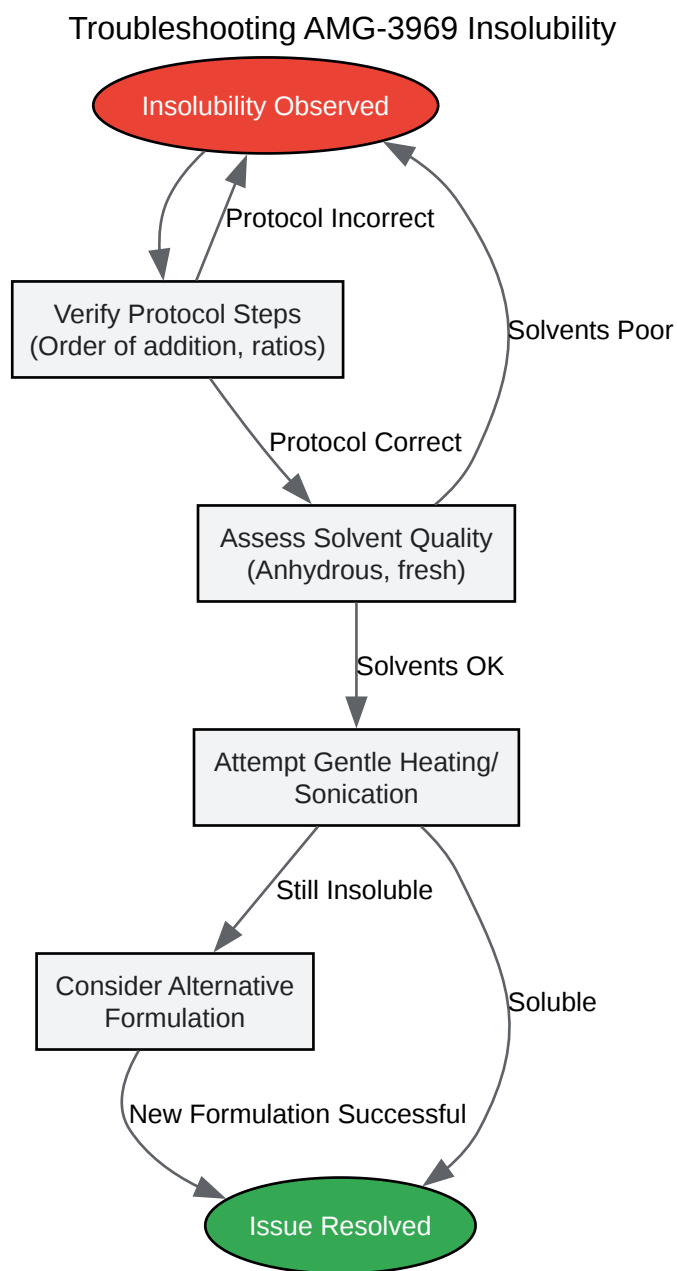 Troubleshooting AMG-3969 Insolubility
Insolubility Observed
Protocol Incorrect
Verify Protocol Steps
(Order of addition, ratios)
Solvents Poor
Protocol Correct
Assess Solvent Quality
(Anhydrous, fresh)
Solvents OK
Attempt Gentle Heating/
Sonication
Still Insoluble
Consider Alternative
Formulation
Soluble
New Formulation Successful
Issue Resolved